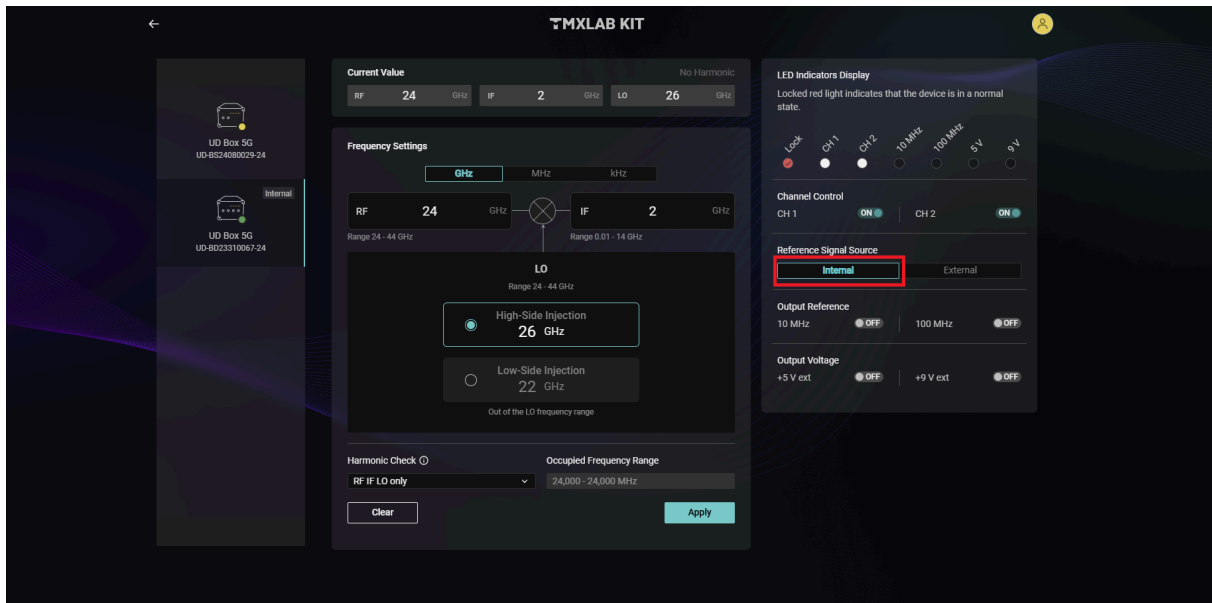 TMXLAB KIT
UD Box 5G
UD-BS24080029-24
Internal
UD Box 5G
UD-BD23310067-24
Current Value
No Harmonic
RF 24 GHz IF 2 GHz LO 26 GHz
Frequency Settings
GHz MHz kHz
RF 24 GHz IF 2 GHz
Range 24 - 44 GHz Range 0.01 - 14 GHz
LO
Range 24 - 44 GHz
High-Side Injection
26 GHz
Low-Side Injection
22 GHz
Out of the LO frequency range
Harmonic Check Occupied Frequency Range
RF IF LO only 24,000 - 24,000 MHz
Clear Apply
LED Indicators Display
Locked red light indicates that the device is in a normal
state.
Lock CH 1 CH 2 10 MHz 100 MHz 5 V 9 V
Channel Control
CH 1 ON CH 2 ON
Reference Signal Source
Internal External
Output Reference
10 MHz OFF 100 MHz OFF
Output Voltage
+5 V ext OFF +9 V ext OFF